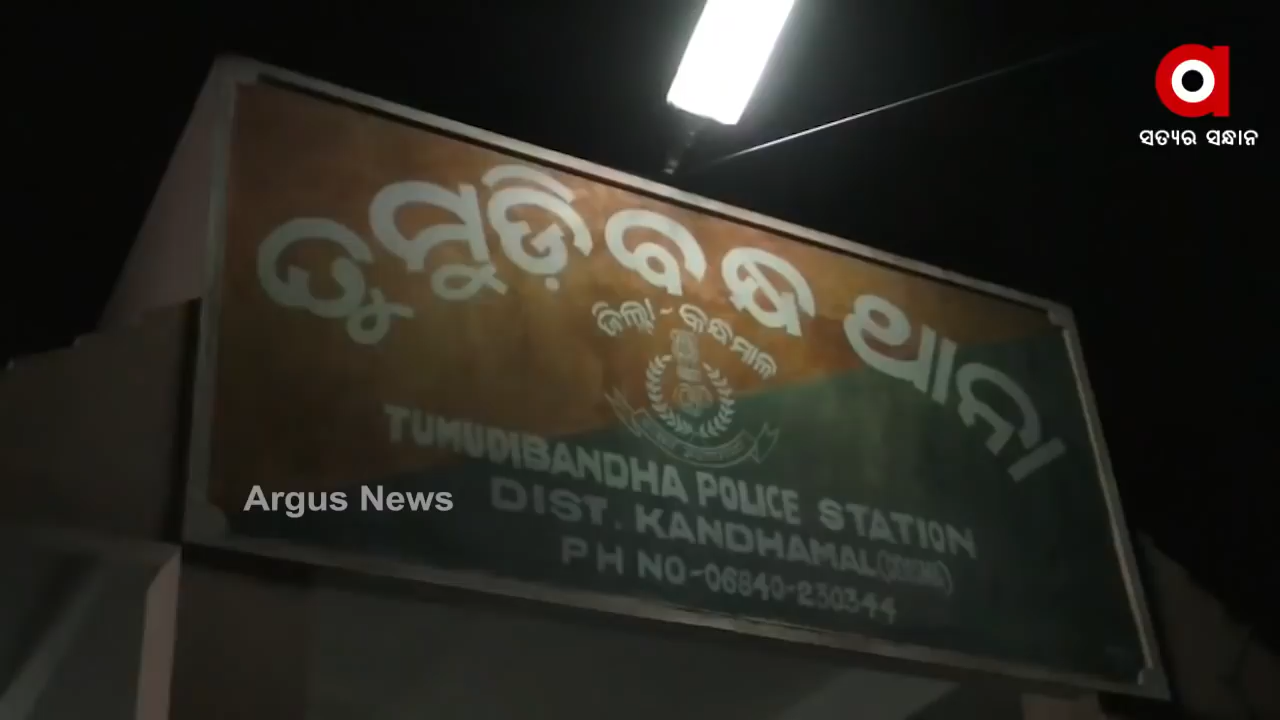 ସତ୍ୟର ସନ୍ଧାନ
ତୁମୁଡ଼ିବନ୍ଧ ଥାନା
ଜିଲ୍ଲା-କନ୍ଧମାଳ
TUMUDIBANDHA POLICE STATION
DIST. KANDHAMAL
PH NO-06840-230344
Argus News